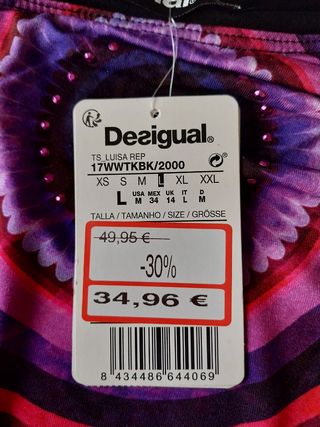 Desigual®
TS_LUISA REP
17WWTKBK/2000
XS S M L XL XXL
L USA M MEX 34 UK 14 IT L D M
TALLA / TAMANHO / SIZE / GRÖSSE
49,95 €
-30%
34,96 €
8 434486 644069